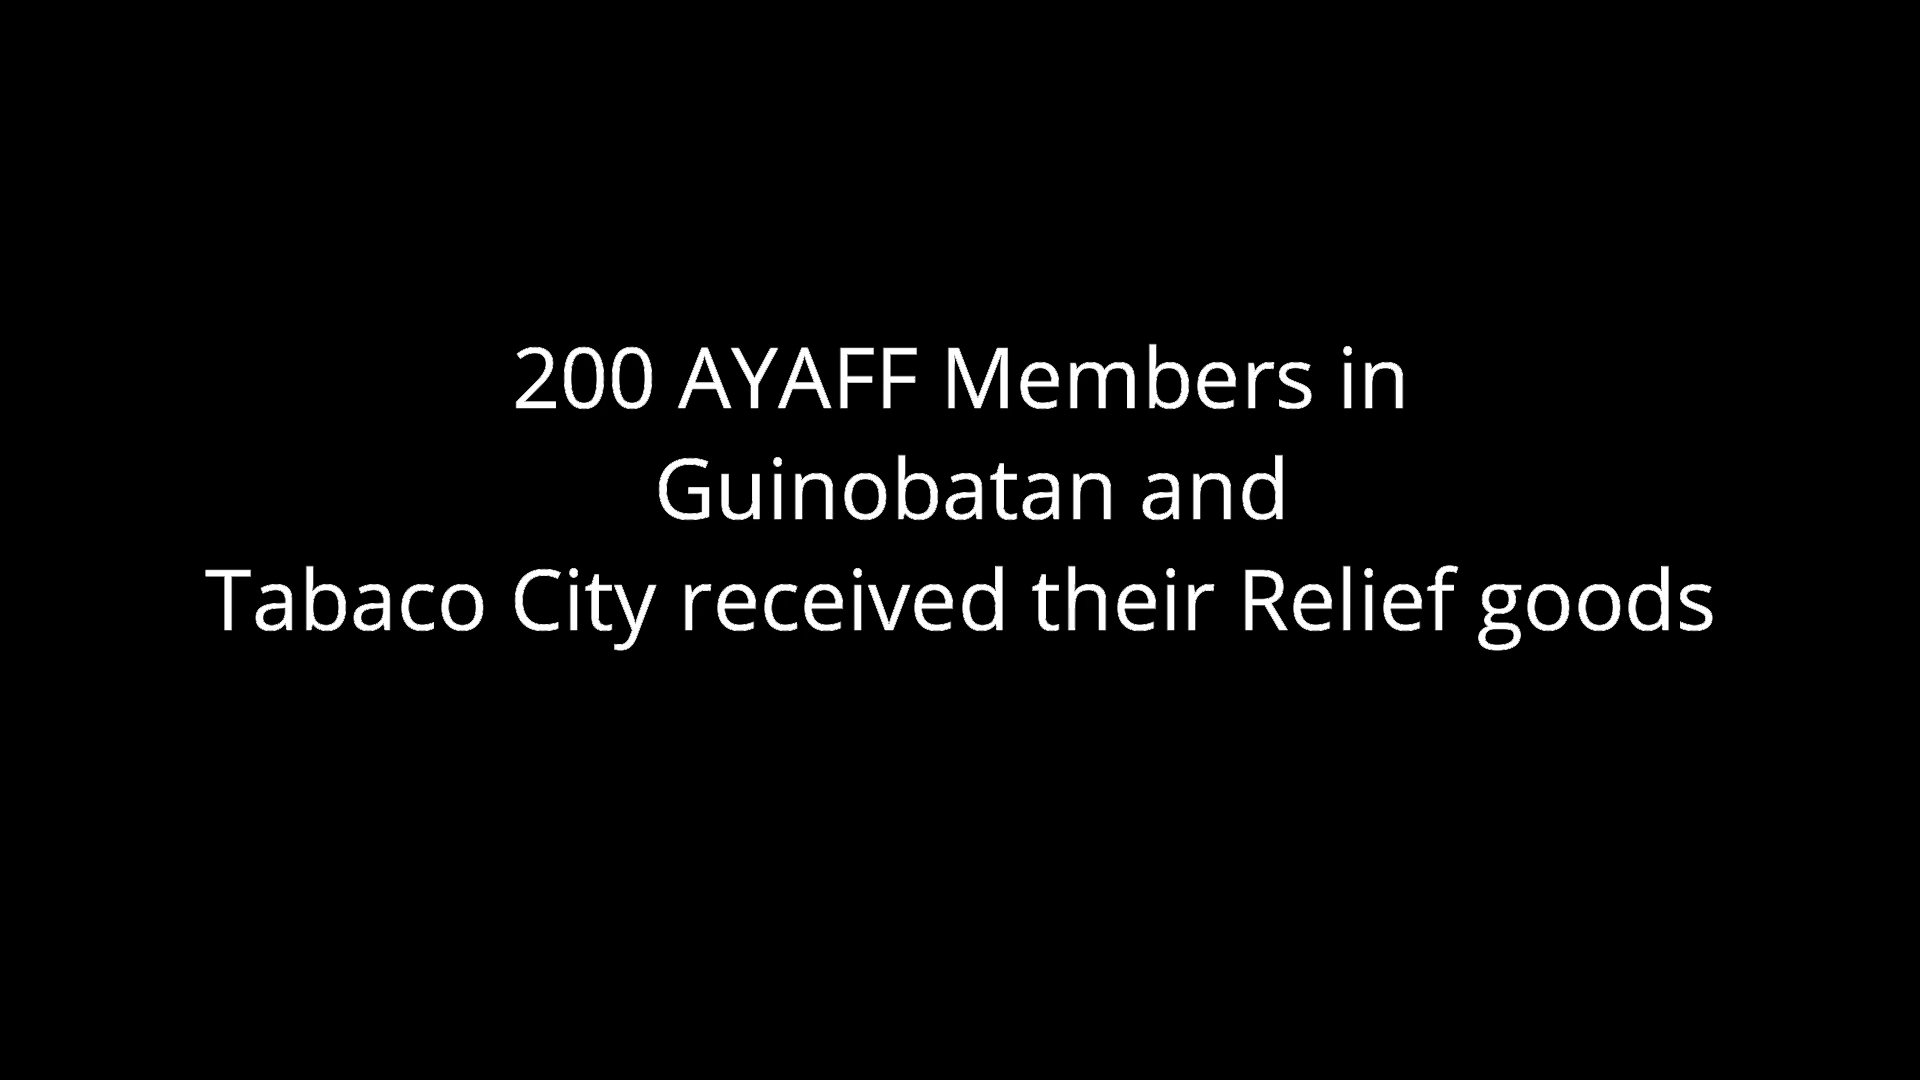 200 AYAFF Members in
Guinobatan and
Tabaco City received their Relief goods